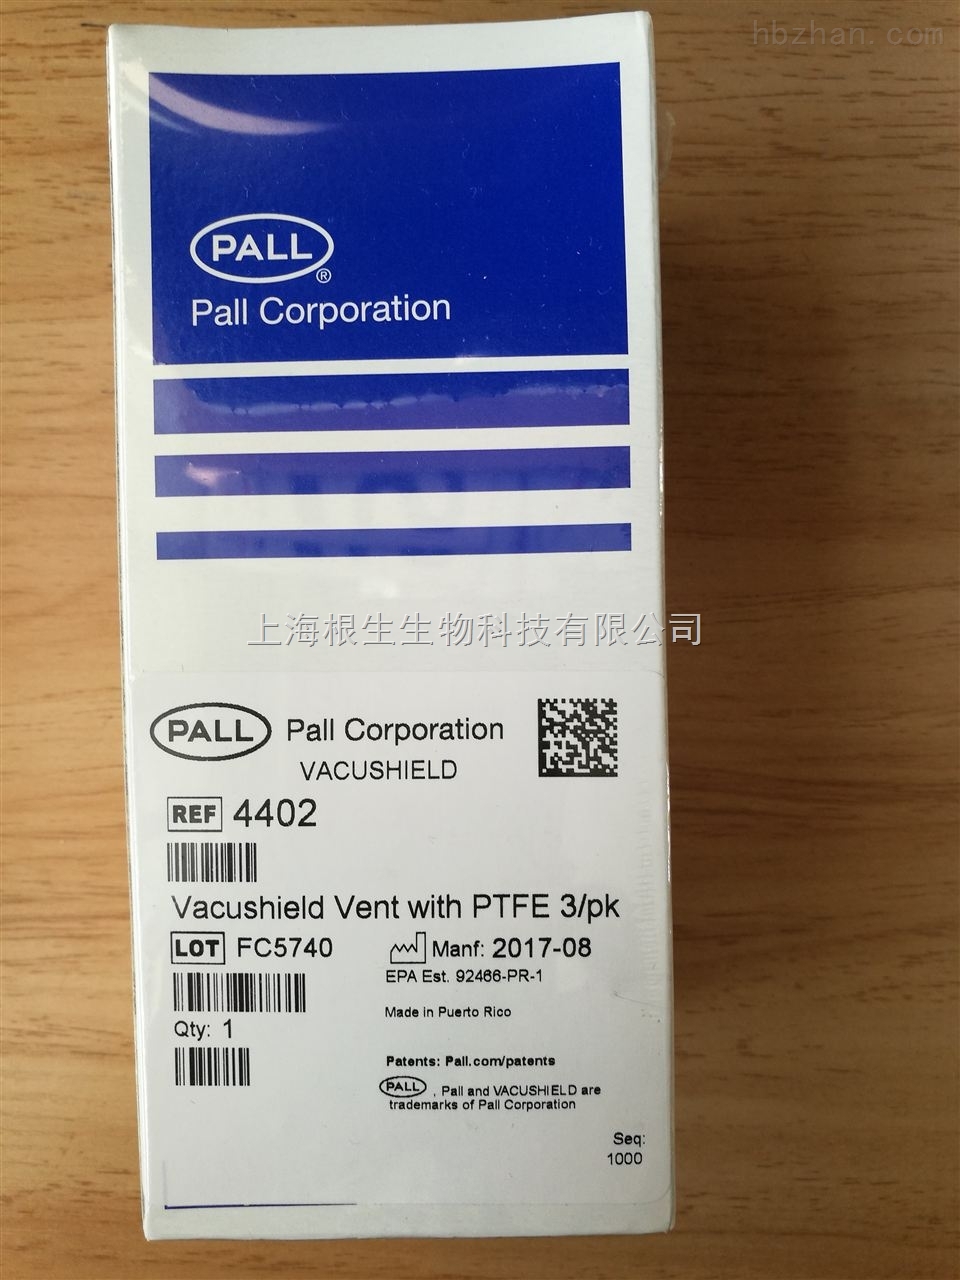 hbzhan.com
PALL
®
Pall Corporation
上海根生生物科技有限公司
PALL Pall Corporation
VACUSHIELD
REF 4402
Vacushield Vent with PTFE 3/pk
LOT FC5740 Manf: 2017-08
EPA Est. 92466-PR-1
Made in Puerto Rico
Qty: 1
Patents: Pall.com/patents
PALL , Pall and VACUSHIELD are
trademarks of Pall Corporation
Seq:
1000